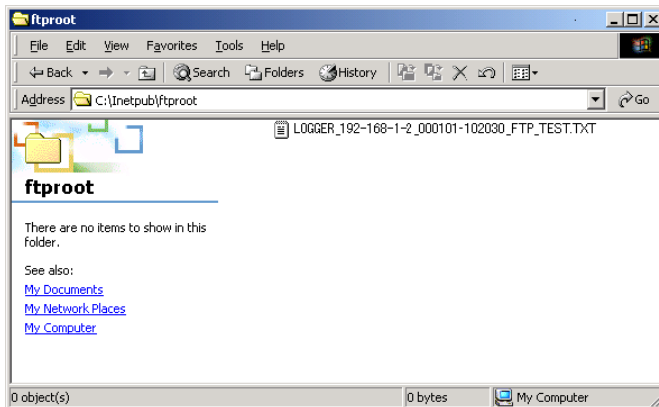 ftproot
File Edit View Favorites Tools Help
Back Search Folders History
Address C:\Inetpub\ftproot Go
LOGGER_192-168-1-2_000101-102030_FTP_TEST.TXT
ftproot
There are no items to show in this
folder.
See also:
My Documents
My Network Places
My Computer
0 object(s) 0 bytes My Computer